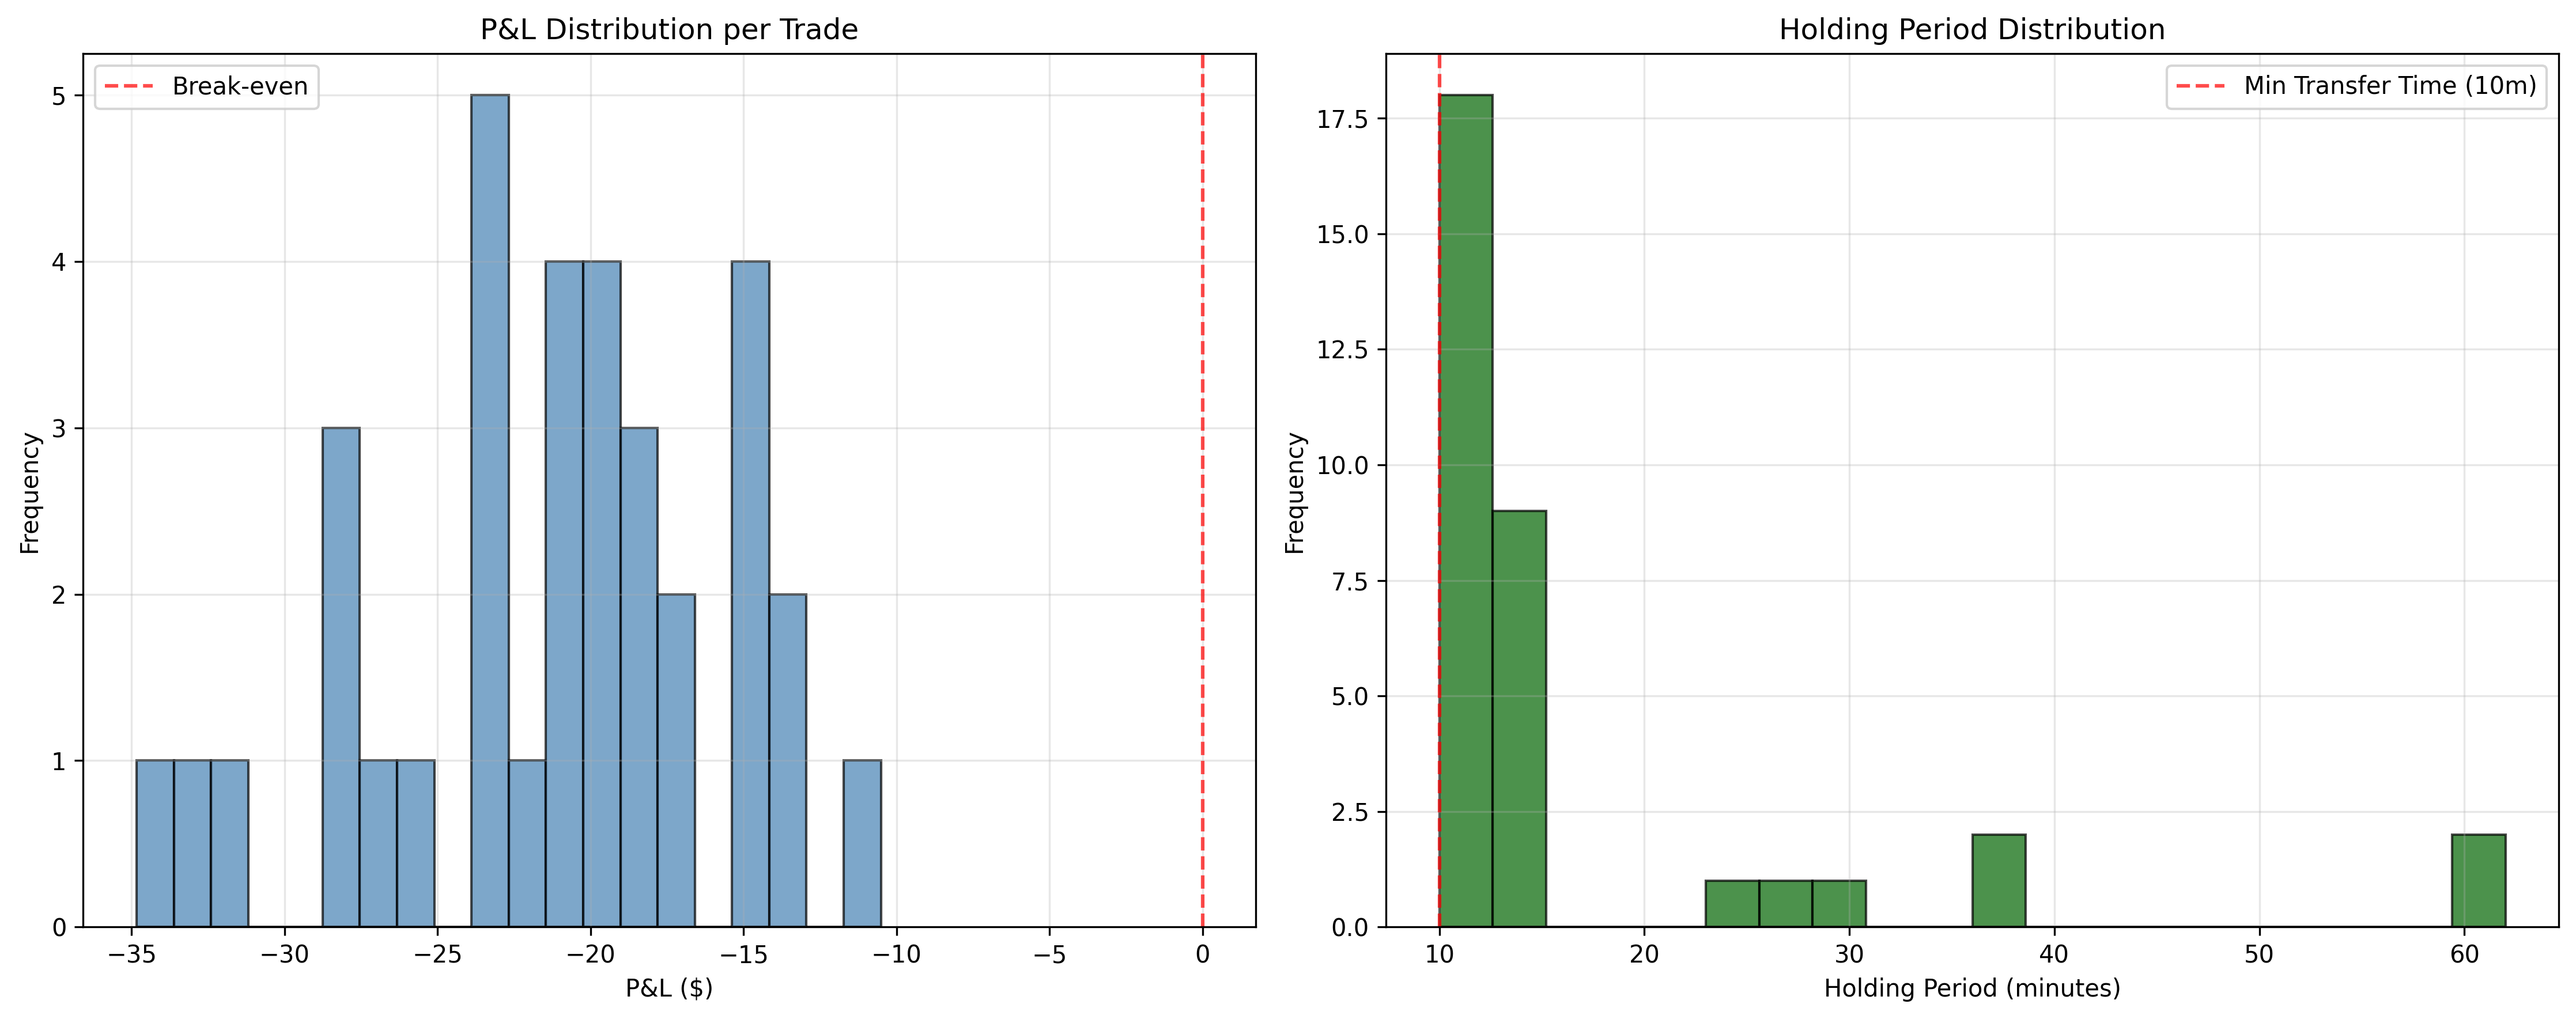 P&L Distribution per Trade
Break-even
5
4
3
2
1
0
Frequency
−35 −30 −25 −20 −15 −10 −5 0
P&L ($)
Holding Period Distribution
Min Transfer Time (10m)
17.5
15.0
12.5
10.0
7.5
5.0
2.5
0.0
Frequency
10 20 30 40 50 60
Holding Period (minutes)